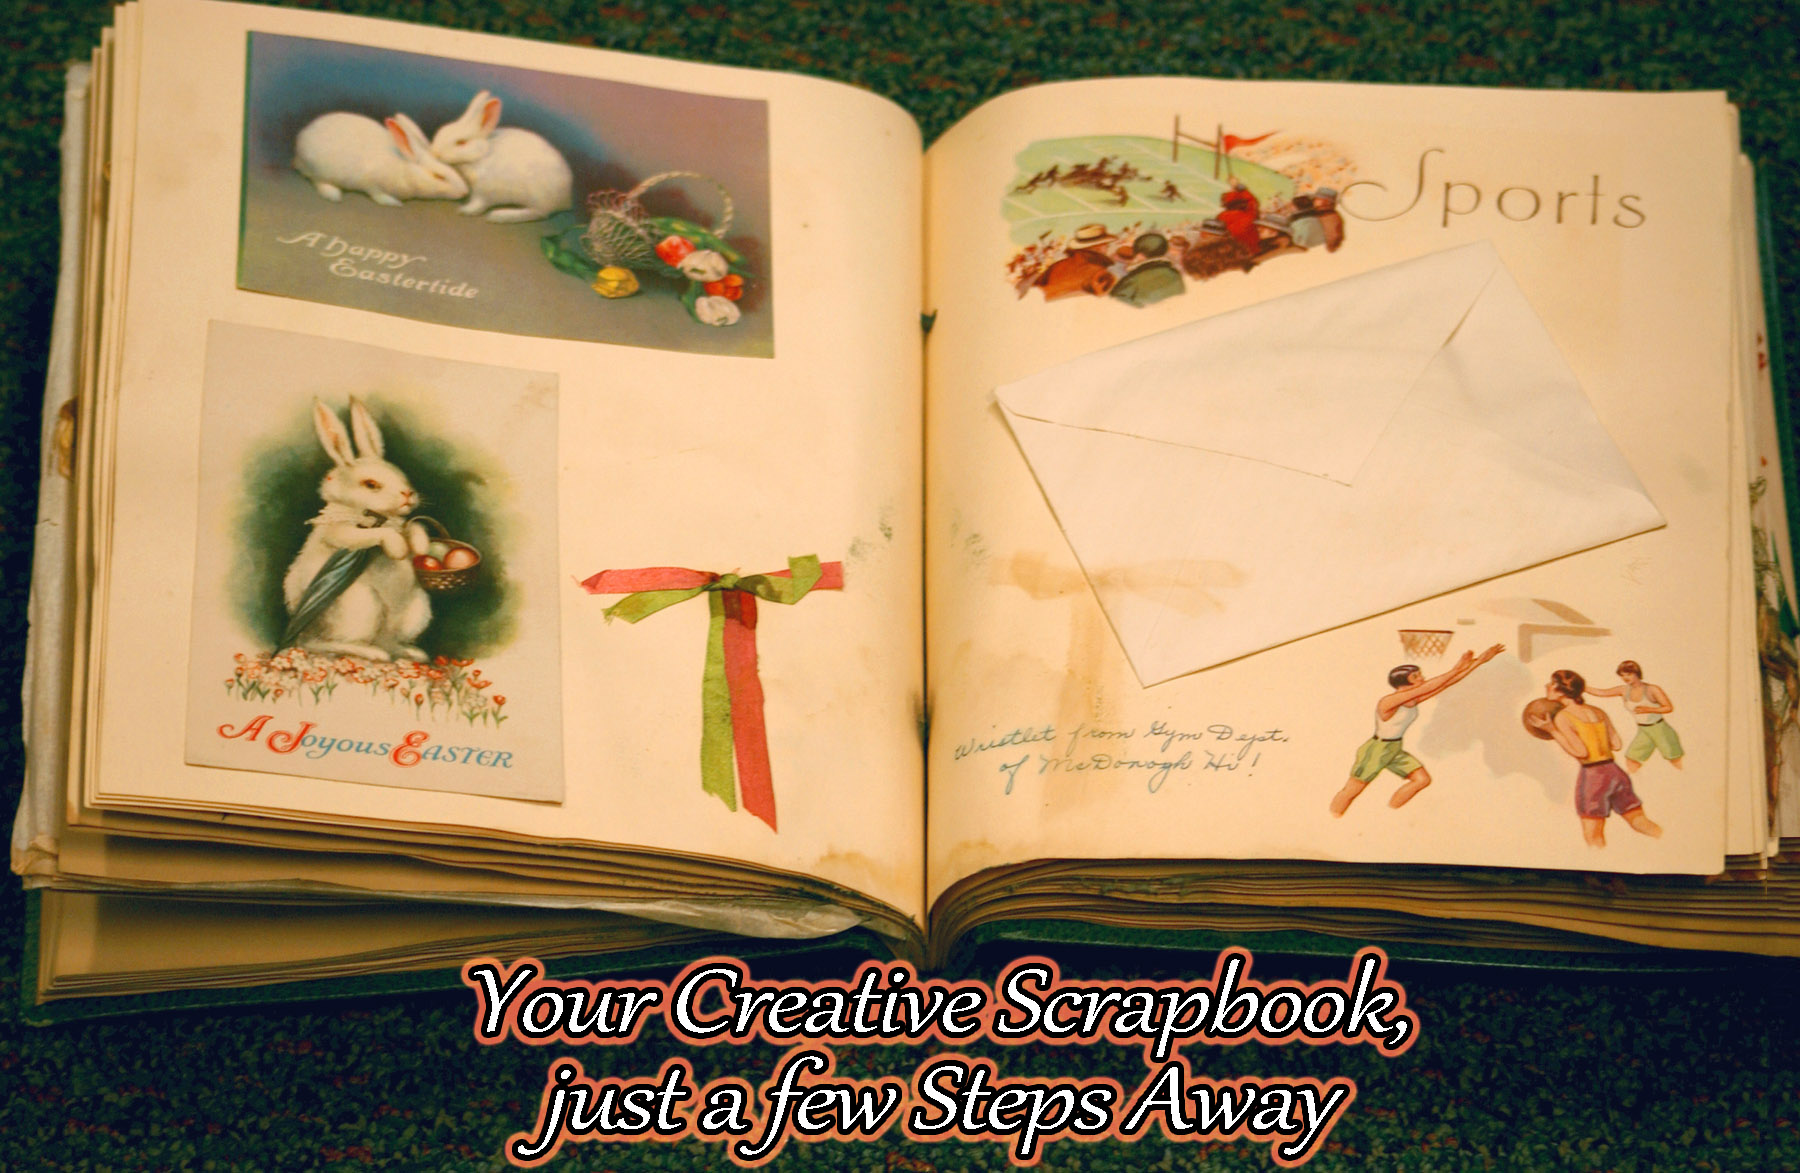 A Happy
Eastertide
A Joyous Easter
Sports
Wristlet from Gym Dept.
of McDonogh Hi!
Your Creative Scrapbook,
just a few Steps Away